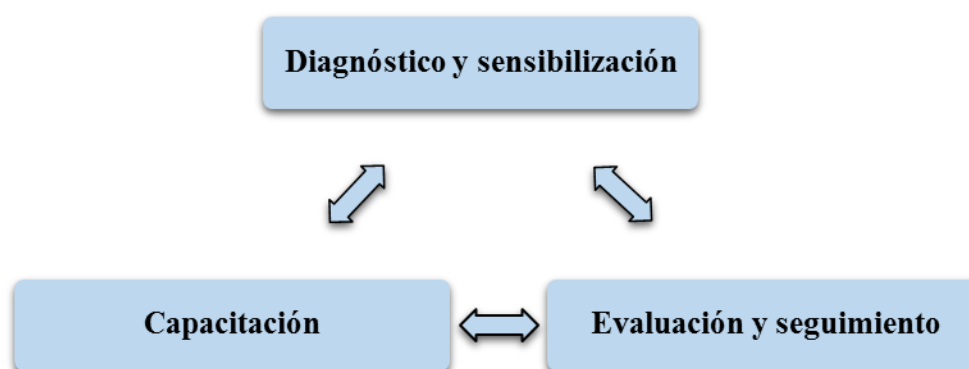 Diagnóstico y sensibilización
Capacitación
Evaluación y seguimiento